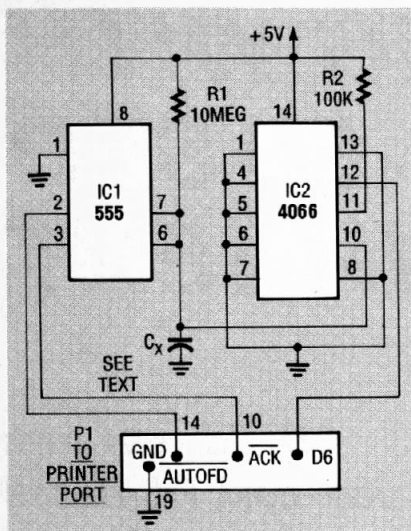 +5V
R1
10MEG
R2
100K
8
14
1
2
3
7
6
IC1
555
1
4
5
6
7
IC2
4066
13
12
11
10
8
CX
SEE
TEXT
14
10
P1
TO
PRINTER
PORT
GND
AUTOFD
ACK
D6
19